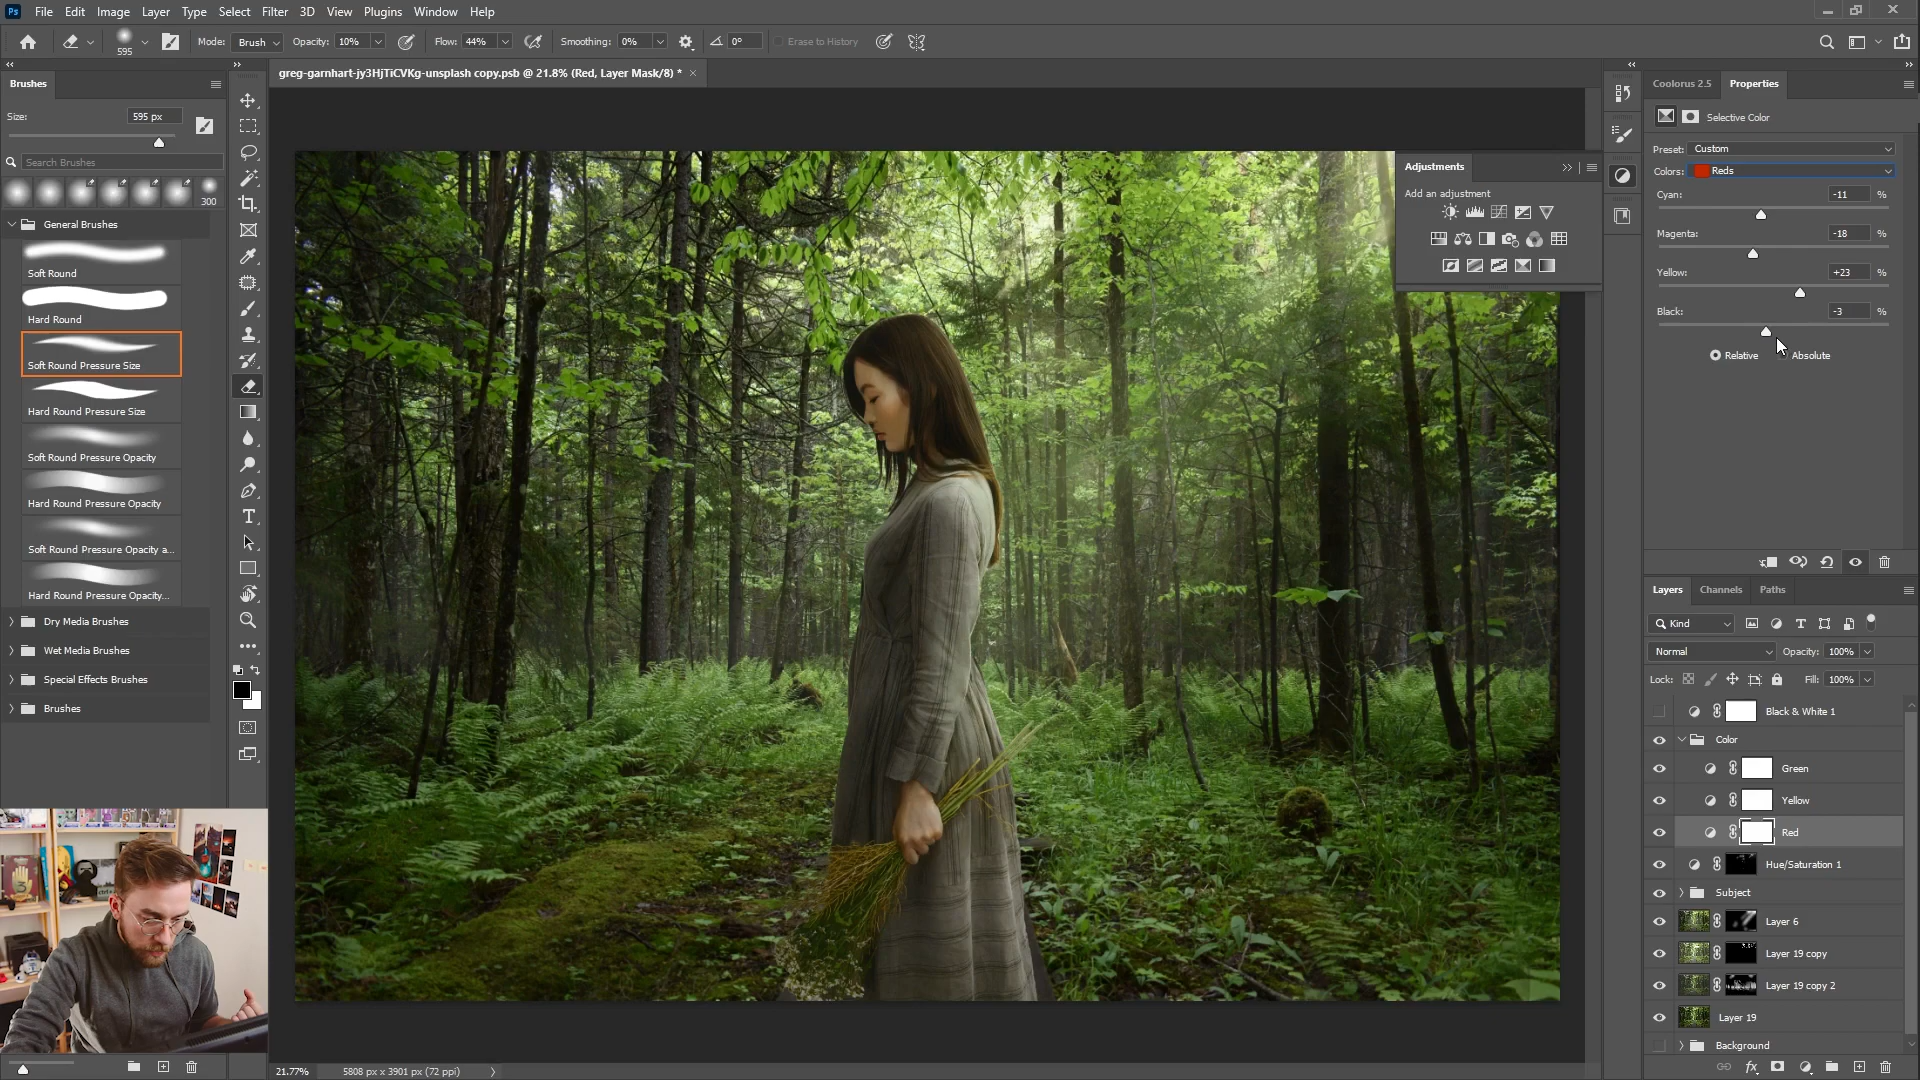 Ps File Edit Image Layer Type Select Filter 3D View Plugins Window Help
595 Mode: Brush Opacity: 10% Flow: 44% Smoothing: 0% 0° Erase to History
greg-garnhart-jy3HjTiCVKg-unsplash copy.psb @ 21.8% (Red, Layer Mask/8) *
Brushes
Size: 595 px
Search Brushes
300
General Brushes
Soft Round
Hard Round
Soft Round Pressure Size
Hard Round Pressure Size
Soft Round Pressure Opacity
Hard Round Pressure Opacity
Soft Round Pressure Opacity a...
Hard Round Pressure Opacity...
Dry Media Brushes
Wet Media Brushes
Special Effects Brushes
Brushes
21.77% 5808 px x 3901 px (72 ppi)
Adjustments
Add an adjustment
Coolorus 2.5 Properties
Selective Color
Preset: Custom
Colors: Reds
Cyan: -11 %
Magenta: -18 %
Yellow: +23 %
Black: -3 %
Relative Absolute
Layers Channels Paths
Kind
Normal Opacity: 100%
Lock: Fill: 100%
Black & White 1
Color
Green
Yellow
Red
Hue/Saturation 1
Subject
Layer 6
Layer 19 copy
Layer 19 copy 2
Layer 19
Background
fx